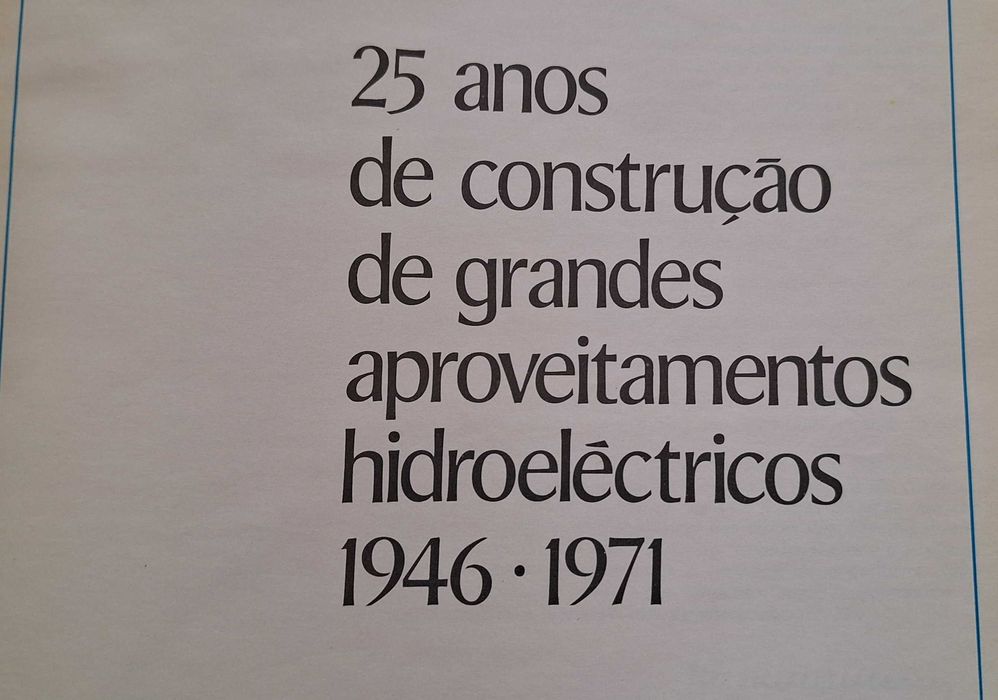 25 anos
de construção
de grandes
aproveitamentos
hidroeléctricos
1946 · 1971